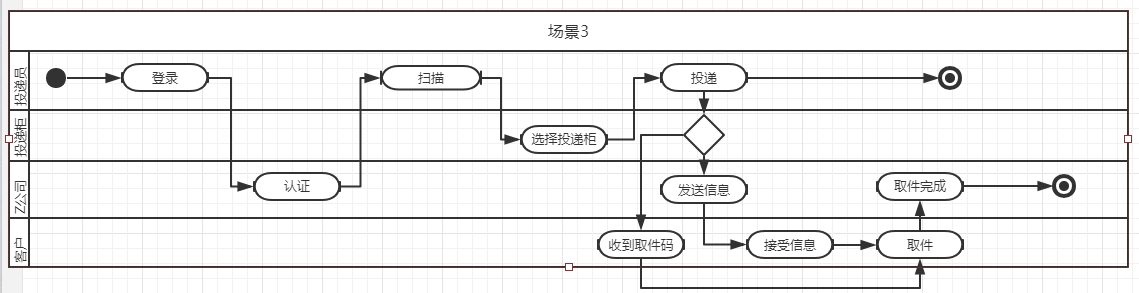 场景3
投递员
登录
扫描
投递
投递柜
选择投递柜
Z公司
认证
发送信息
取件完成
客户
收到取件码
接受信息
取件